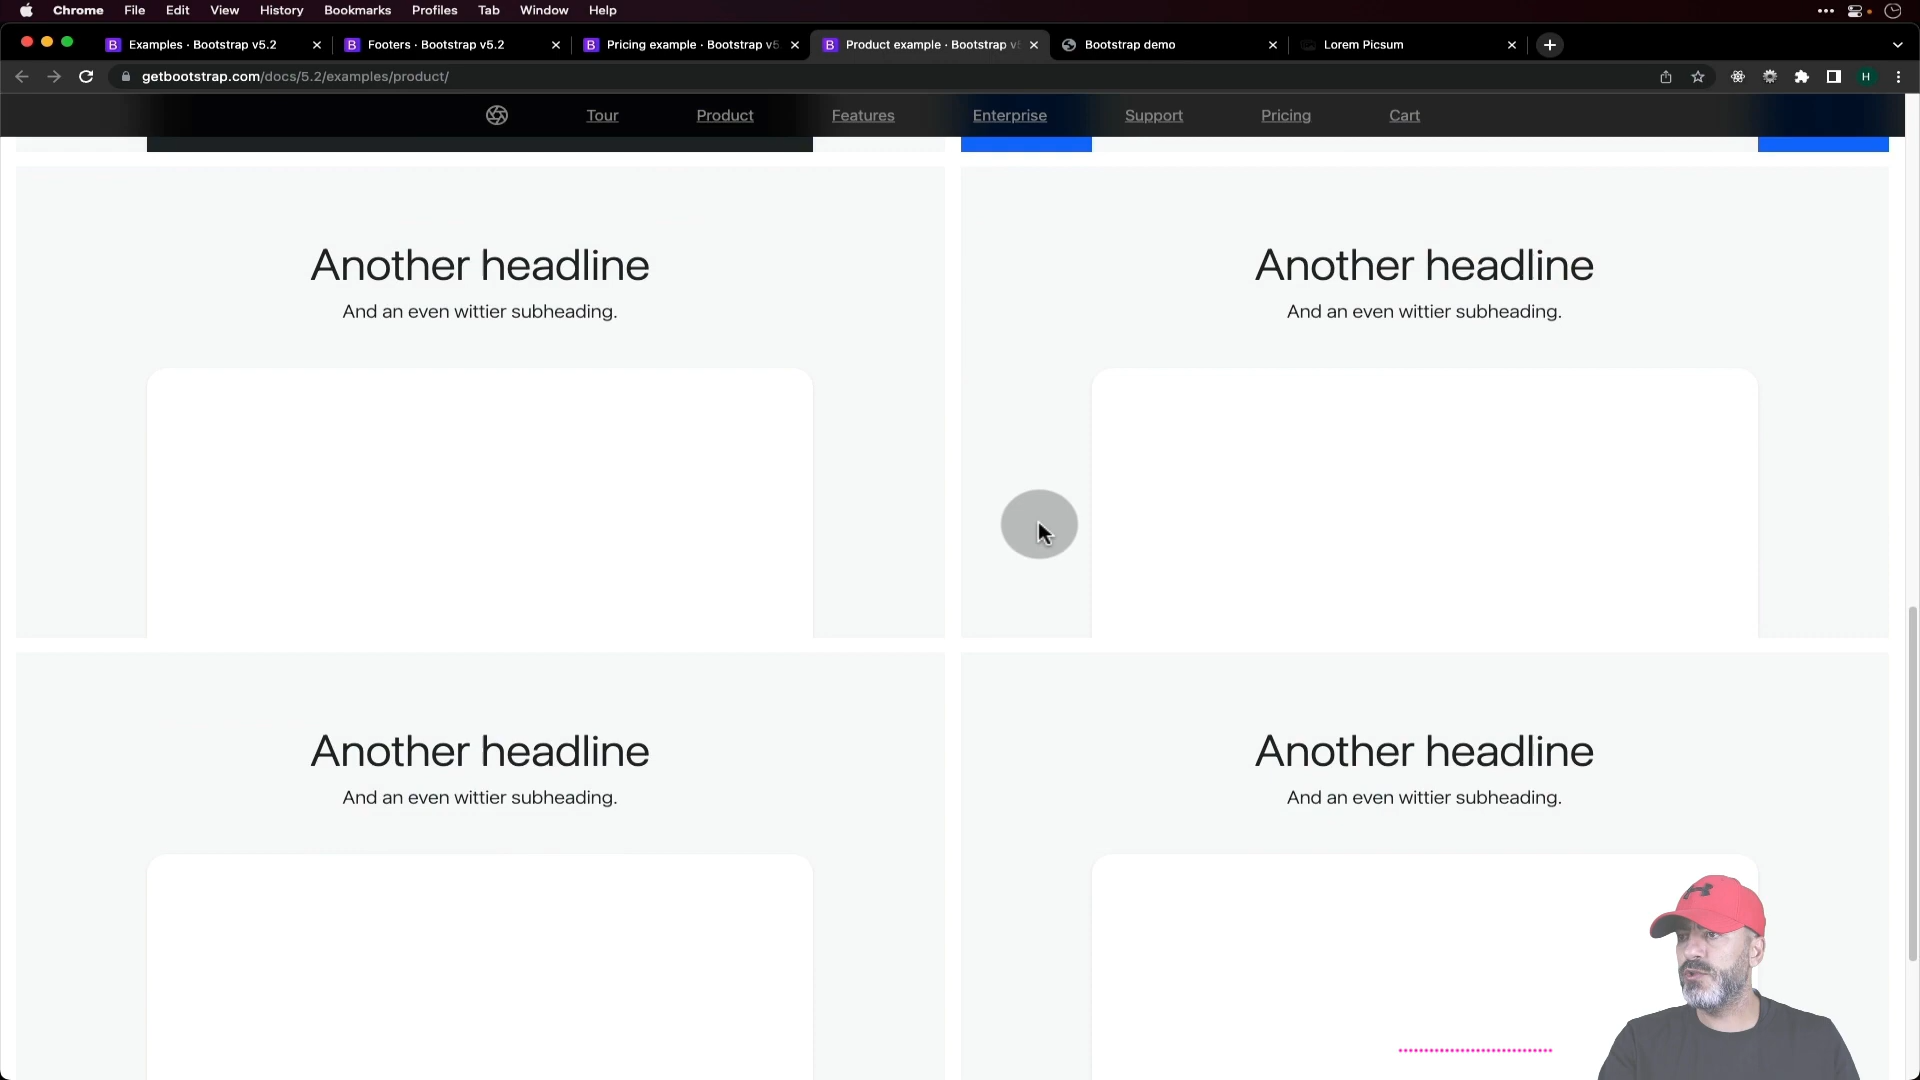 Chrome File Edit View History Bookmarks Profiles Tab Window Help
Examples · Bootstrap v5.2
Footers · Bootstrap v5.2
Pricing example · Bootstrap v5
Product example · Bootstrap v
Bootstrap demo
Lorem Picsum
getbootstrap.com/docs/5.2/examples/product/
H
Tour Product Features Enterprise Support Pricing Cart
Another headline
And an even wittier subheading.
Another headline
And an even wittier subheading.
Another headline
And an even wittier subheading.
Another headline
And an even wittier subheading.